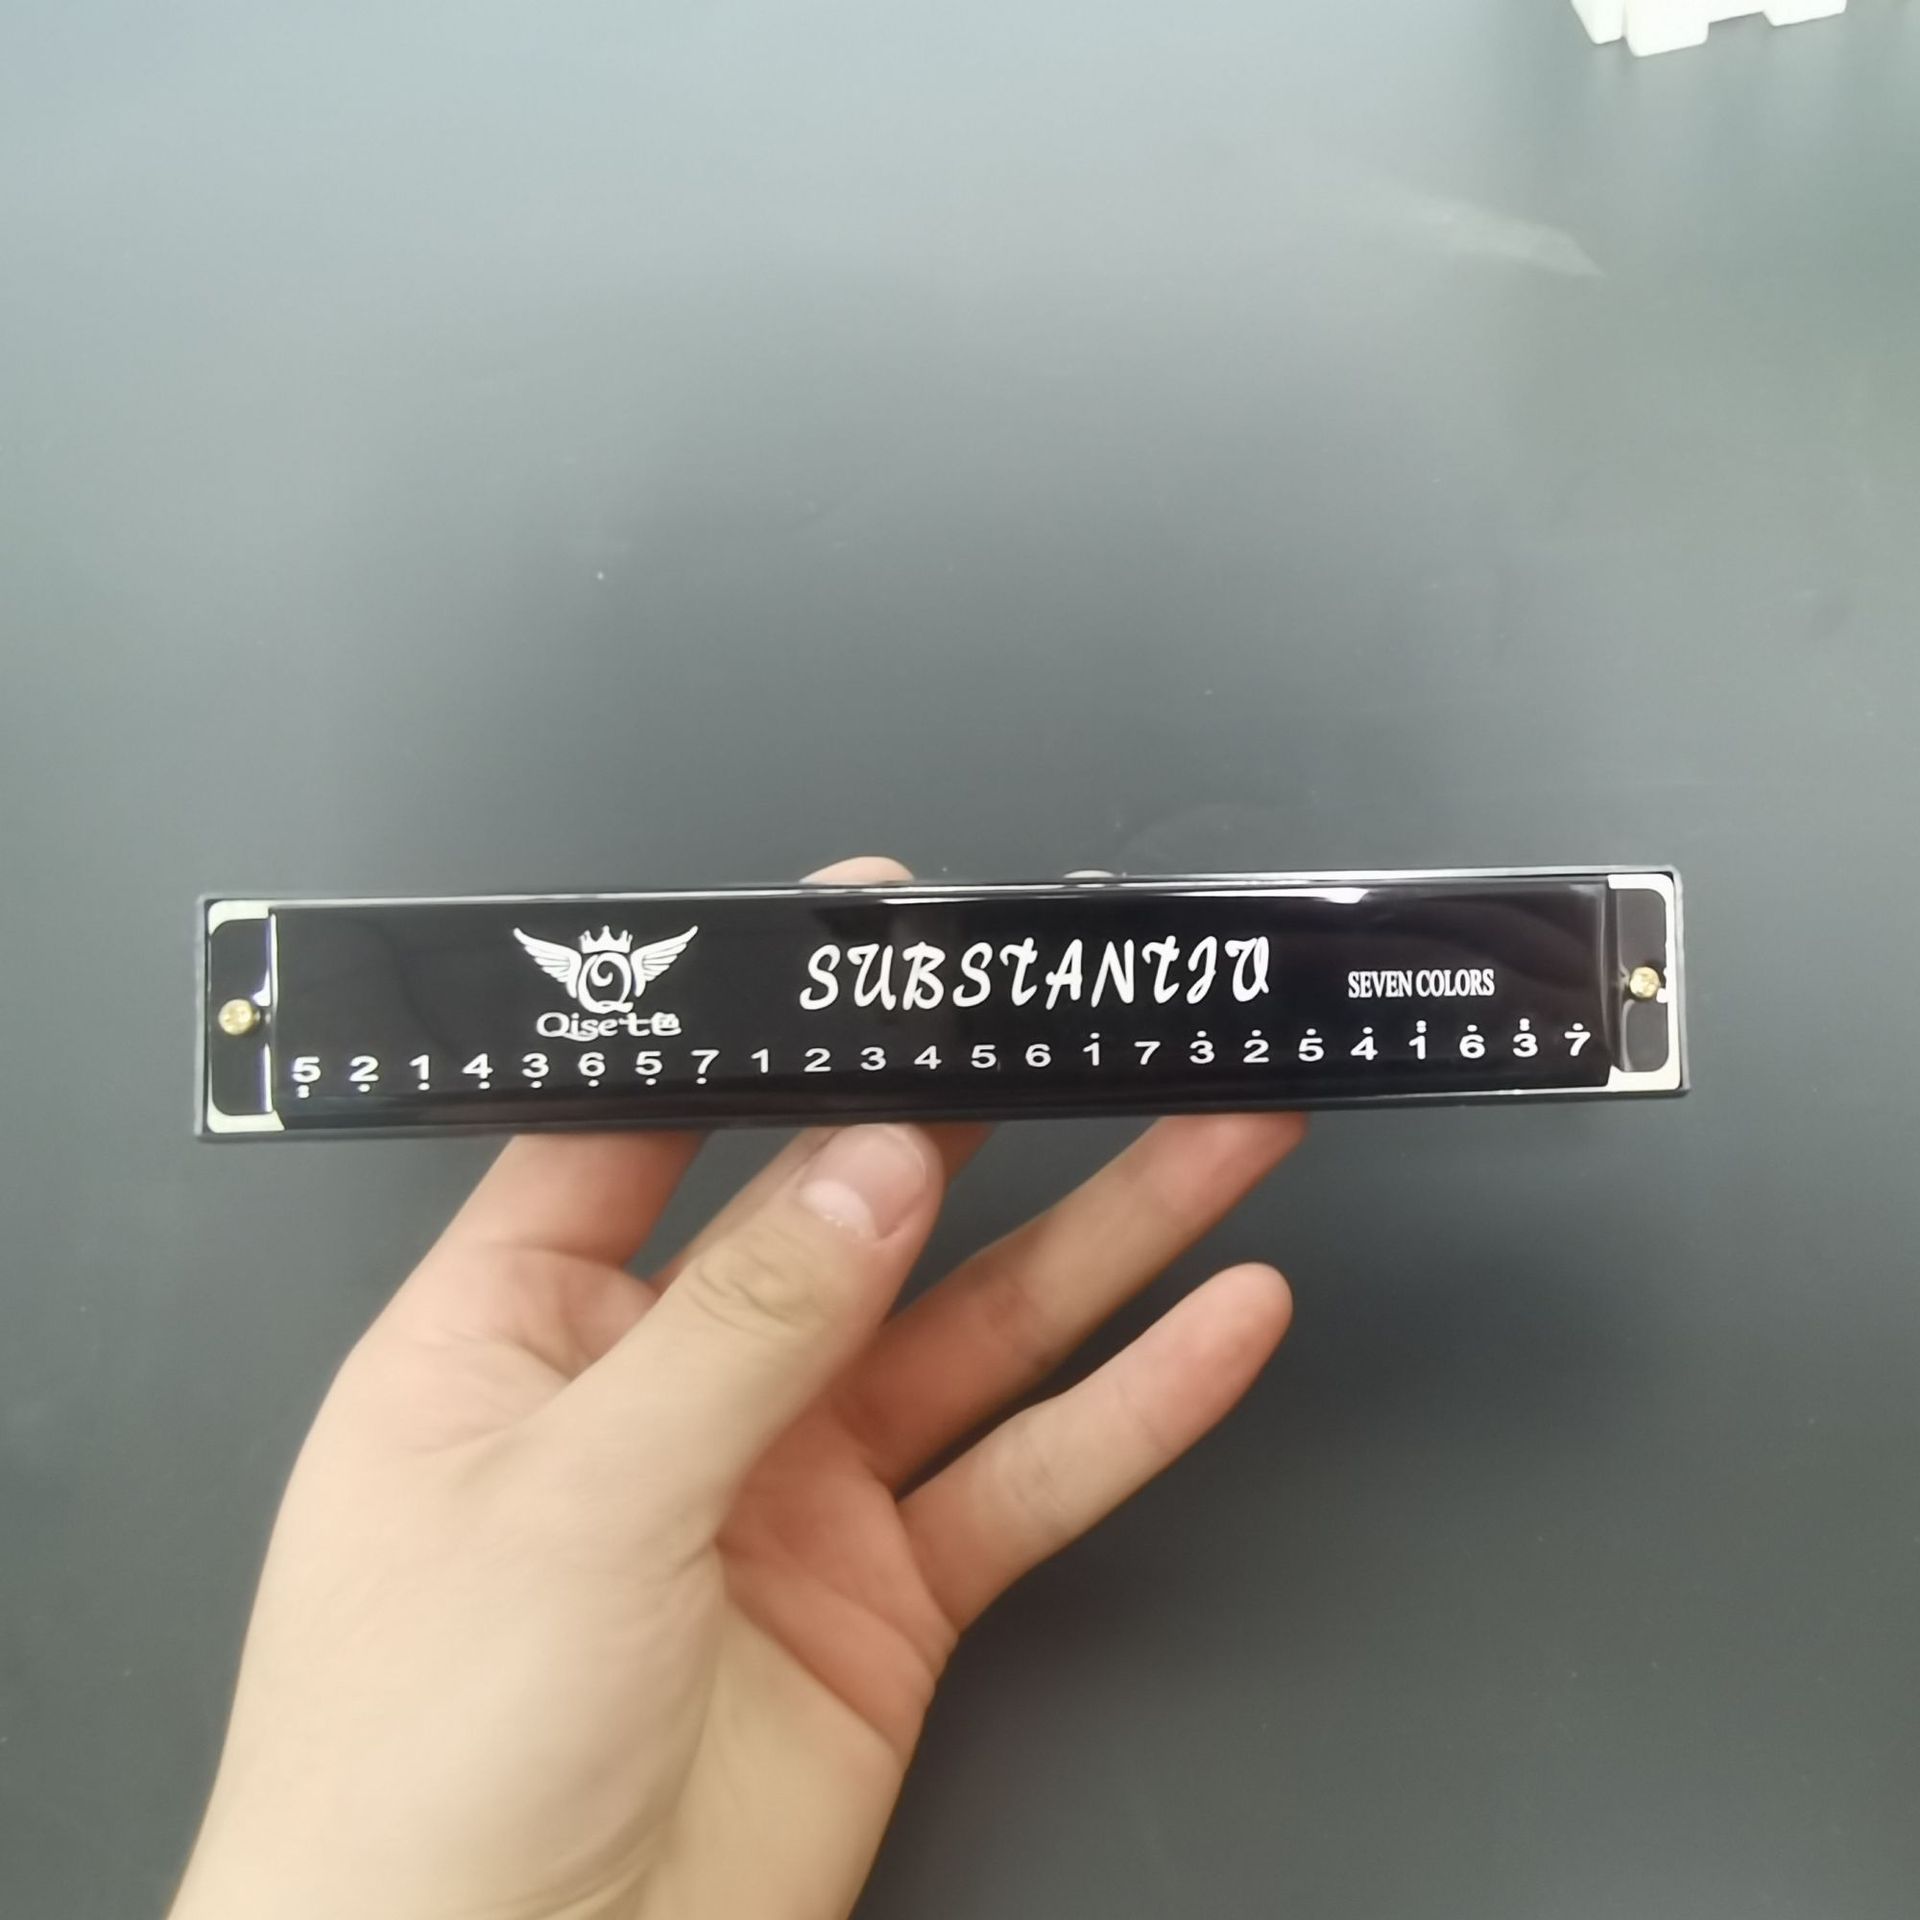 Qise七色
SUBSTANTIV
SEVEN COLORS
5̤ 2̣ 1̣ 4̣ 3̣ 6̣ 5̣ 7̣ 1 2 3 4 5 6 1̇ 7 3̇ 2̇ 5̇ 4̇ 1̈ 6̇ 3̈ 7̇